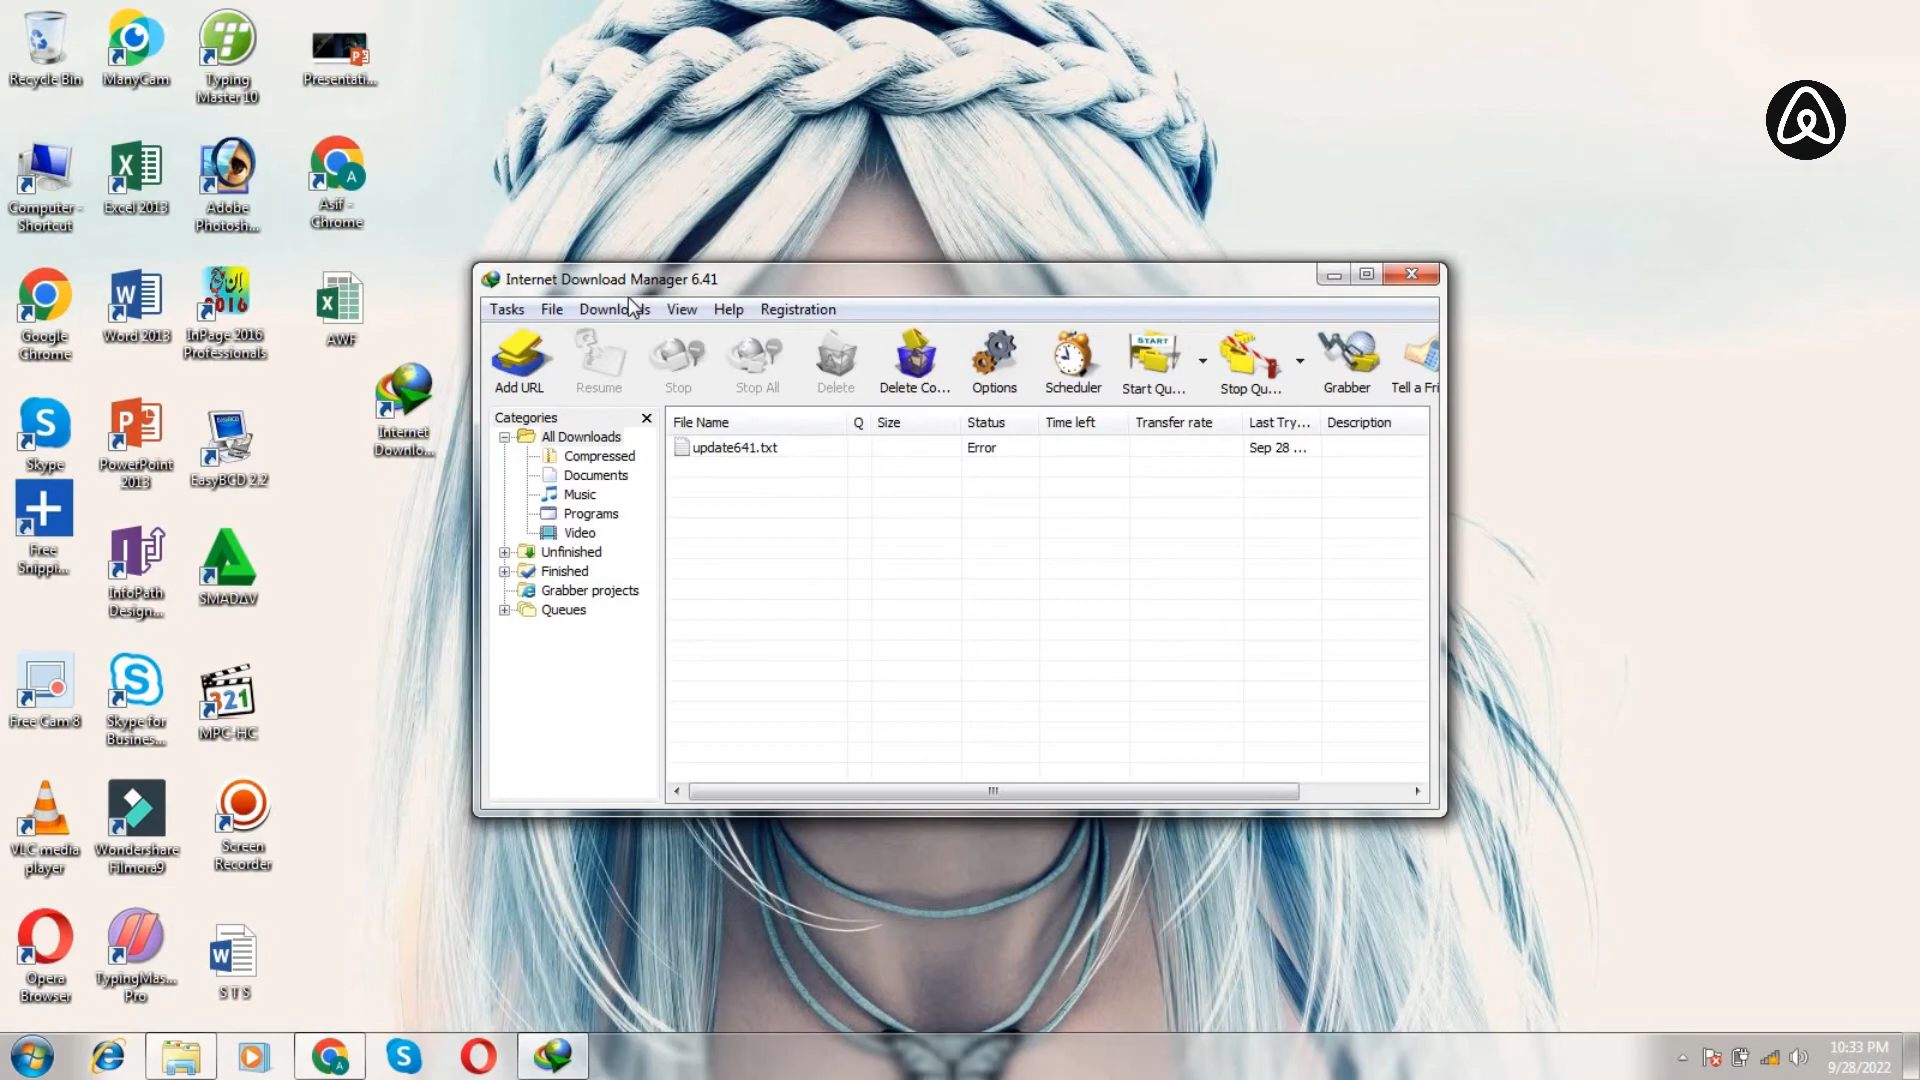 Recycle Bin
ManyCam
Typing
Master 10
Presentati...
Computer -
Shortcut
Excel 2013
Adobe
Photosh...
Asif -
Chrome
Google
Chrome
Word 2013
InPage 2016
Professionals
AWF
Internet
Downlo...
Skype
PowerPoint
2013
EasyBCD 2.2
Free
Snippi...
InfoPath
Design...
SMADΔV
Free Cam 8
Skype for
Busines...
321
MPC-HC
VLC media
player
Wondershare
Filmora9
Screen
Recorder
Opera
Browser
TypingMas...
Pro
S T S
Internet Download Manager 6.41
Tasks File Downloads View Help Registration
START
Add URL Resume Stop Stop All Delete Delete Co... Options Scheduler Start Qu... Stop Qu... Grabber Tell a Fri
Categories
All Downloads
Compressed
Documents
Music
Programs
Video
Unfinished
Finished
Grabber projects
Queues
File Name Q Size Status Time left Transfer rate Last Try... Description
update641.txt Error Sep 28 ...
10:33 PM
9/28/2022